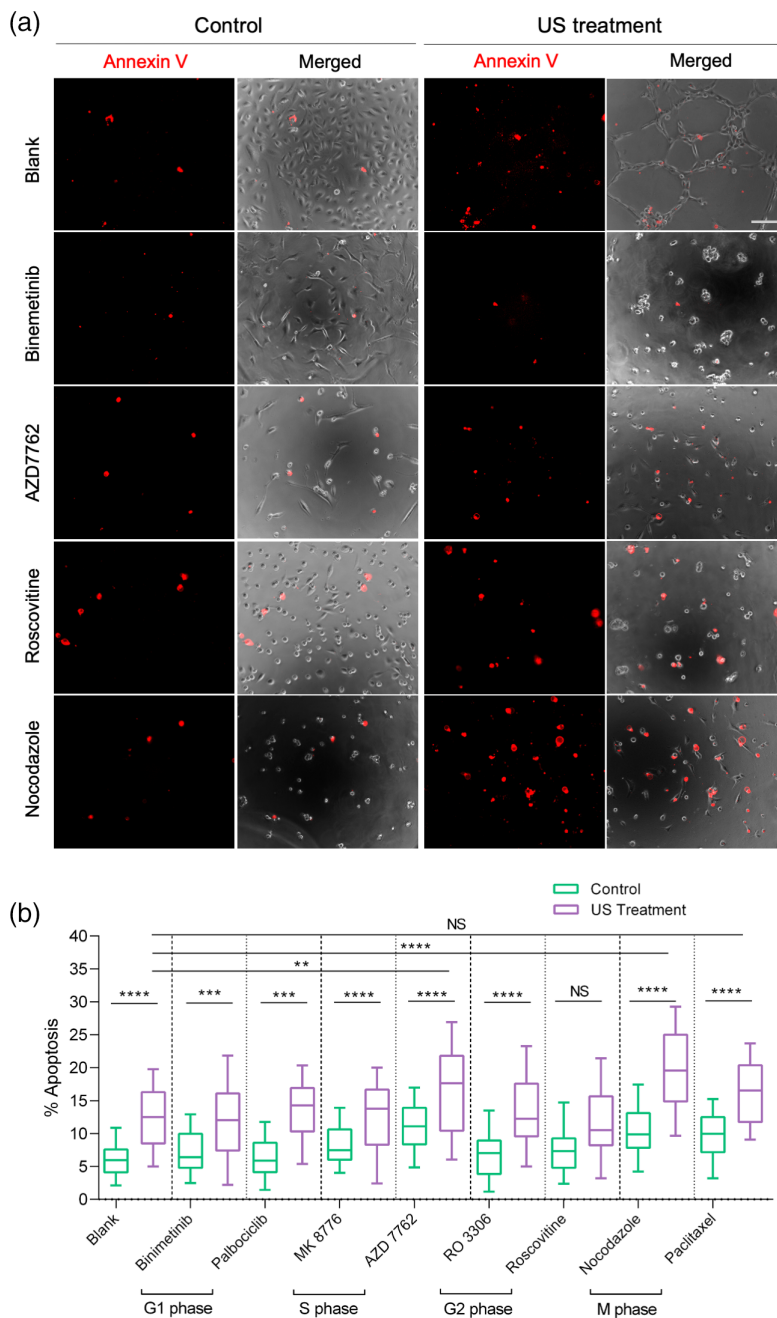 (a)
Control
US treatment
Annexin V
Merged
Annexin V
Merged
Blank
Binemetinib
AZD7762
Roscovitine
Nocodazole
(b)
Control
US Treatment
NS
****
**
****
***
***
****
****
****
NS
****
****
% Apoptosis
40
35
30
25
20
15
10
5
0
Blank
Binimetinib
Palbociclib
MK 8776
AZD 7762
RO 3306
Roscovitine
Nocodazole
Paclitaxel
G1 phase
S phase
G2 phase
M phase